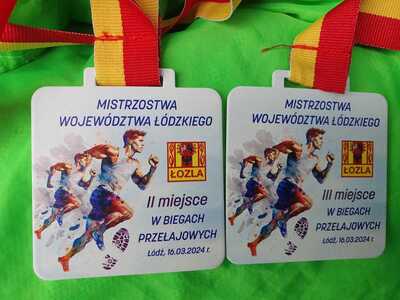 MISTRZOSTWA
WOJEWÓDZTWA ŁÓDZKIEGO
ŁOZLA
II miejsce
W BIEGACH
PRZEŁAJOWYCH
Łódź, 16.03.2024 r.
MISTRZOSTWA
WOJEWÓDZTWA ŁÓDZKIEGO
ŁOZLA
III miejsce
W BIEGACH
PRZEŁAJOWYCH
Łódź, 16.03.2024 r.